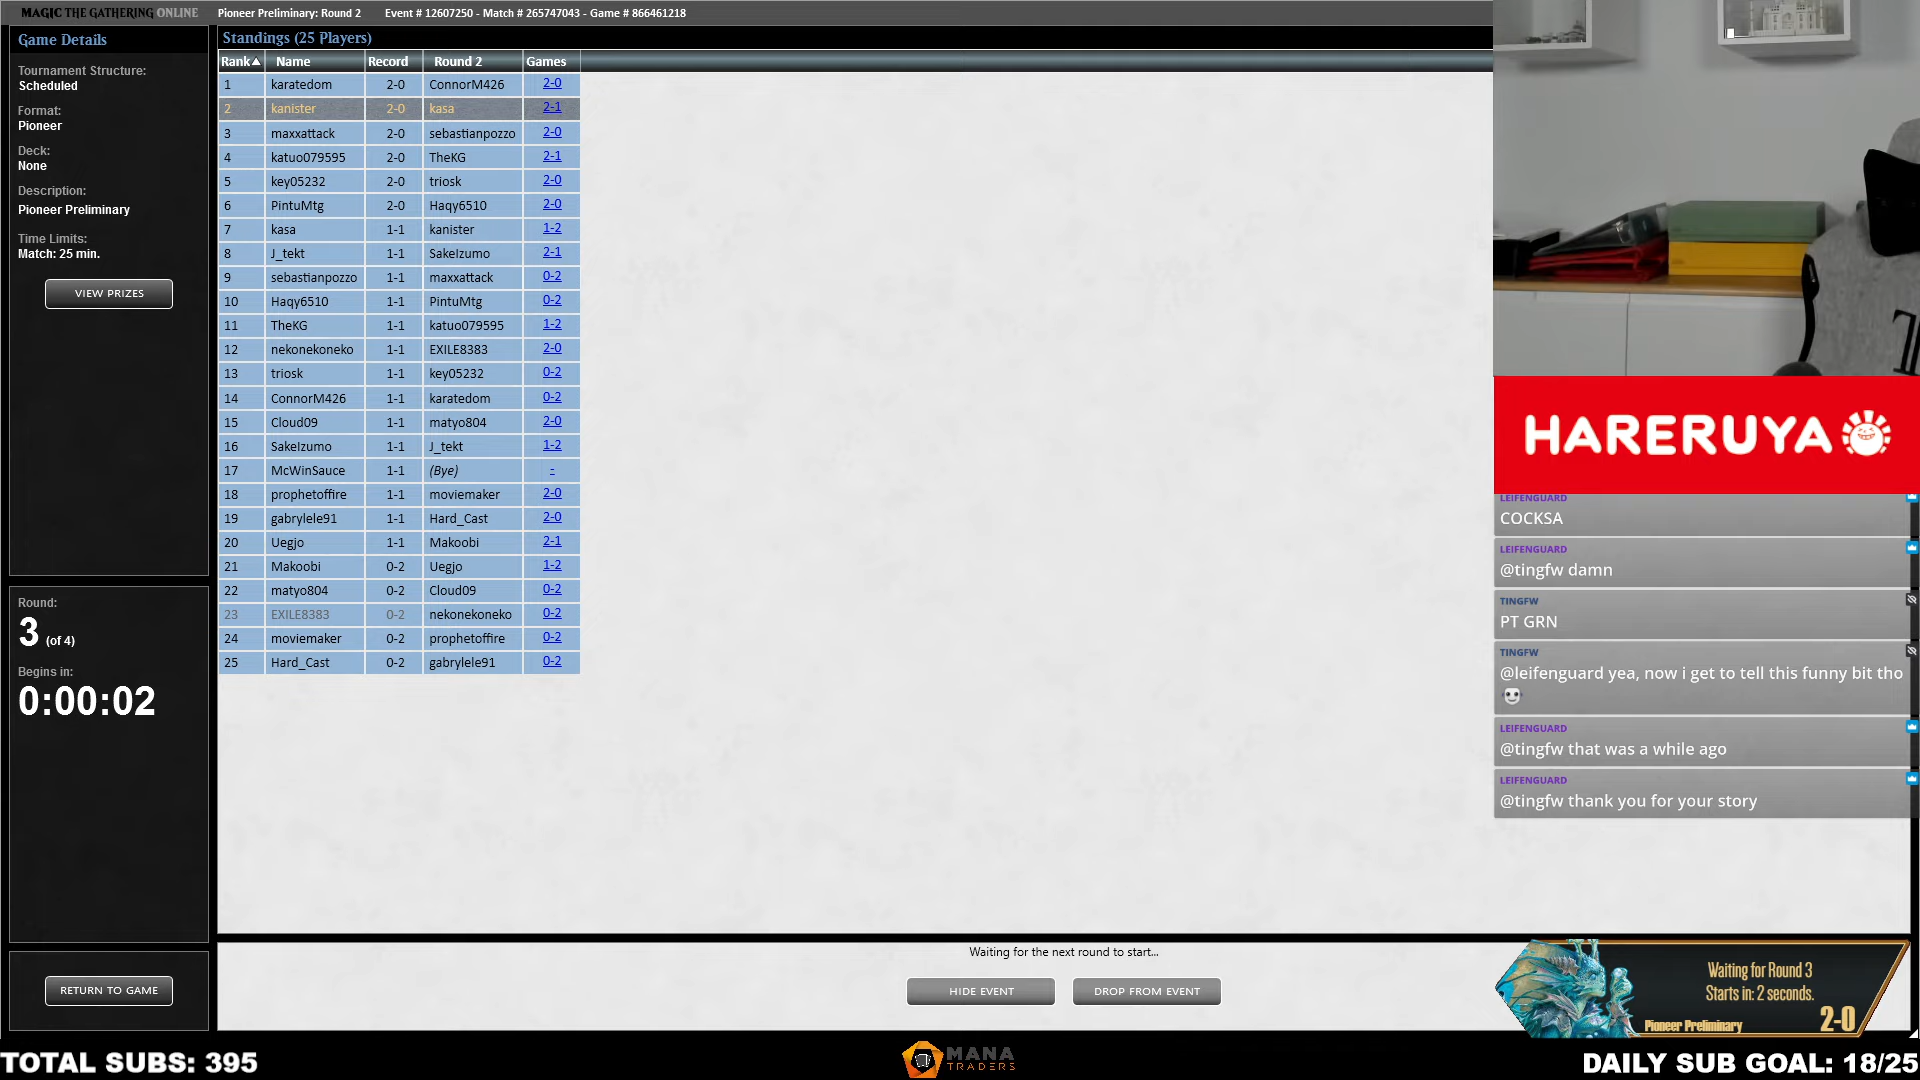 MAGIC THE GATHERING ONLINE
Pioneer Preliminary: Round 2 Event # 12607250 - Match # 265747043 - Game # 866461218
Game Details
Tournament Structure:
Scheduled
Format:
Pioneer
Deck:
None
Description:
Pioneer Preliminary
Time Limits:
Match: 25 min.
VIEW PRIZES
Round:
3 (of 4)
Begins in:
0:00:02
RETURN TO GAME
Standings (25 Players)
Rank Name Record Round 2 Games
1 karatedom 2-0 ConnorM426 2-0
2 kanister 2-0 kasa 2-1
3 maxxattack 2-0 sebastianpozzo 2-0
4 katuo079595 2-0 TheKG 2-1
5 key05232 2-0 triosk 2-0
6 PintuMtg 2-0 Haqy6510 2-0
7 kasa 1-1 kanister 1-2
8 J_tekt 1-1 SakeIzumo 2-1
9 sebastianpozzo 1-1 maxxattack 0-2
10 Haqy6510 1-1 PintuMtg 0-2
11 TheKG 1-1 katuo079595 1-2
12 nekonekoneko 1-1 EXILE8383 2-0
13 triosk 1-1 key05232 0-2
14 ConnorM426 1-1 karatedom 0-2
15 Cloud09 1-1 matyo804 2-0
16 SakeIzumo 1-1 J_tekt 1-2
17 McWinSauce 1-1 (Bye) -
18 prophetoffire 1-1 moviemaker 2-0
19 gabrylele91 1-1 Hard_Cast 2-0
20 Uegjo 1-1 Makoobi 2-1
21 Makoobi 0-2 Uegjo 1-2
22 matyo804 0-2 Cloud09 0-2
23 EXILE8383 0-2 nekonekoneko 0-2
24 moviemaker 0-2 prophetoffire 0-2
25 Hard_Cast 0-2 gabrylele91 0-2
Waiting for the next round to start...
HIDE EVENT DROP FROM EVENT
HARERUYA
LEIFENGUARD
COCKSA
LEIFENGUARD
@tingfw damn
TINGFW
PT GRN
TINGFW
@leifenguard yea, now i get to tell this funny bit tho
LEIFENGUARD
@tingfw that was a while ago
LEIFENGUARD
@tingfw thank you for your story
Waiting for Round 3
Starts in: 2 seconds.
Pioneer Preliminary 2-0
TOTAL SUBS: 395
MANA
TRADERS
DAILY SUB GOAL: 18/25